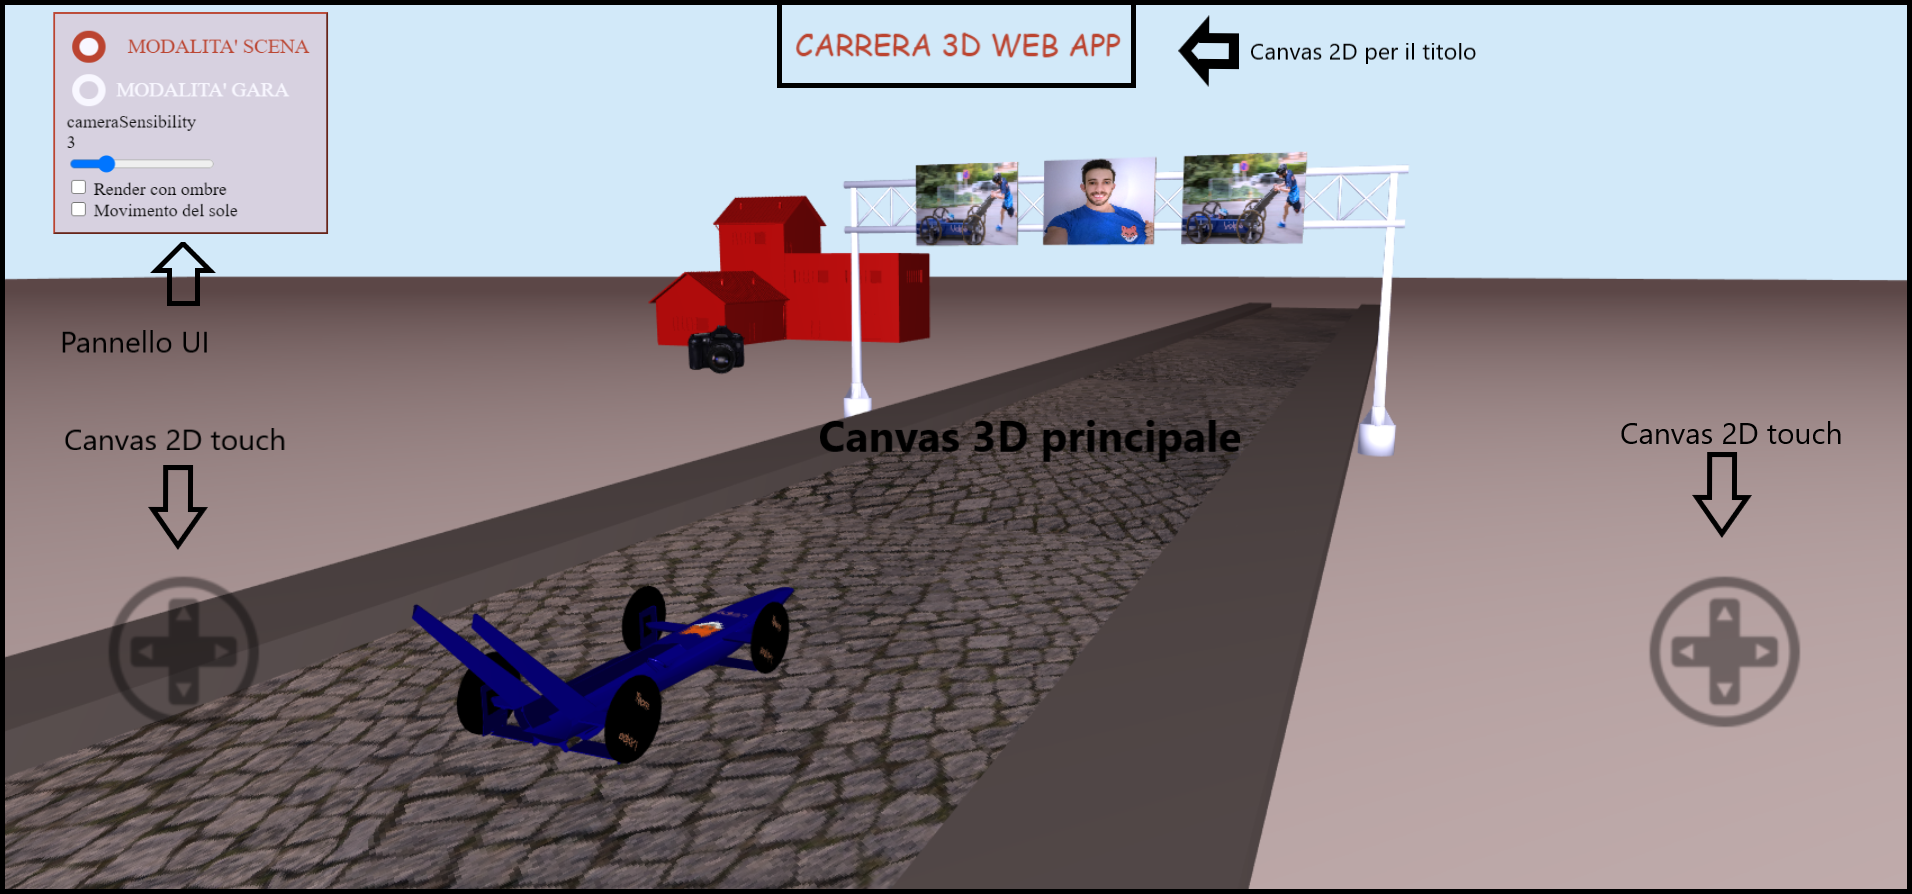 MODALITA' SCENA
MODALITA' GARA
cameraSensibility
3
Render con ombre
Movimento del sole
CARRERA 3D WEB APP
Canvas 2D per il titolo
Pannello UI
Canvas 2D touch
Canvas 3D principale
Canvas 2D touch